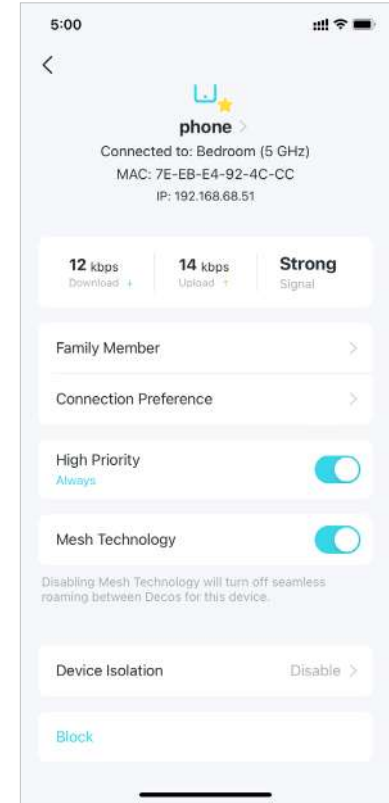 5:00
phone
Connected to: Bedroom (5 GHz)
MAC: 7E-EB-E4-92-4C-CC
IP: 192.168.68.51
12 kbps
Download ↓
14 kbps
Upload ↑
Strong
Signal
Family Member
Connection Preference
High Priority
Always
Mesh Technology
Disabling Mesh Technology will turn off seamless
roaming between Decos for this device.
Device Isolation Disable
Block